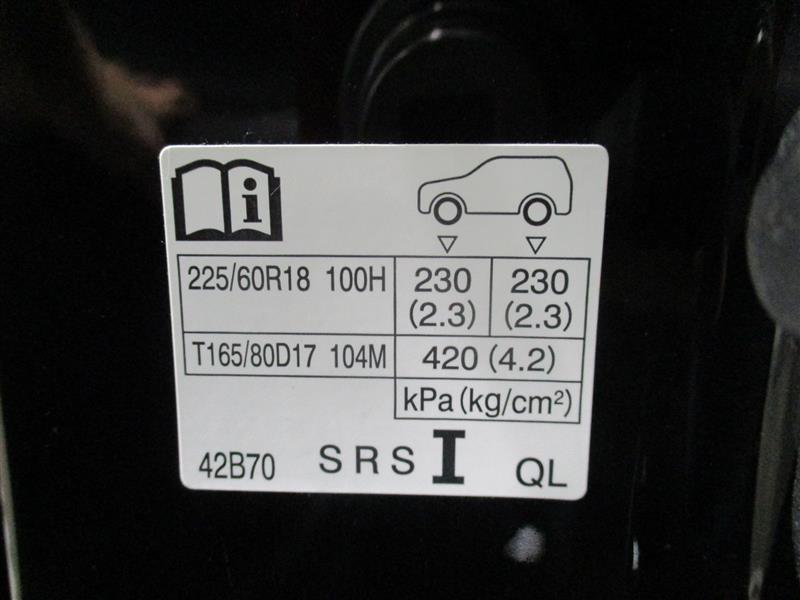 i
225/60R18 100H 230 230
(2.3) (2.3)
T165/80D17 104M 420 (4.2)
kPa (kg/cm²)
42B70 SRS I QL